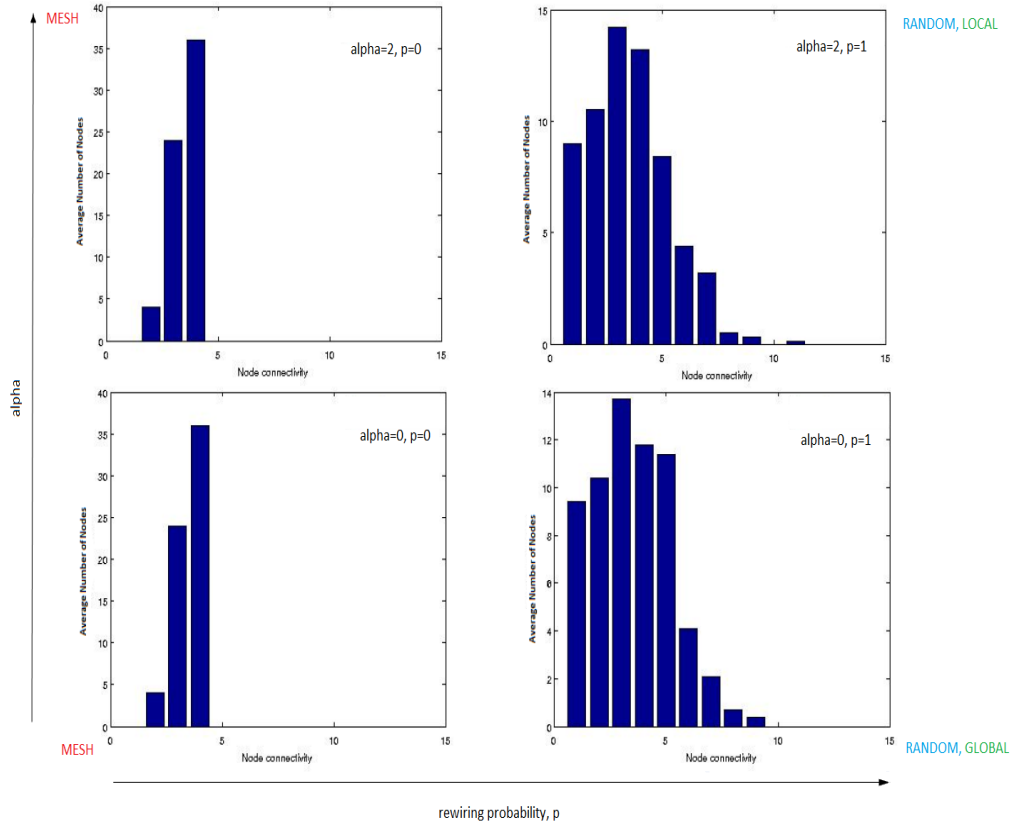 MESH
RANDOM, LOCAL
alpha=2, p=0
40
35
30
25
20
15
10
5
0
0
5
10
15
Average Number of Nodes
Node connectivity
alpha=2, p=1
15
10
5
0
0
5
10
15
Average Number of Nodes
Node connectivity
alpha
alpha=0, p=0
40
35
30
25
20
15
10
5
0
0
5
10
15
Average Number of Nodes
Node connectivity
alpha=0, p=1
14
12
10
8
6
4
2
0
0
5
10
15
Average Number of Nodes
Node connectivity
MESH
RANDOM, GLOBAL
rewiring probability, p